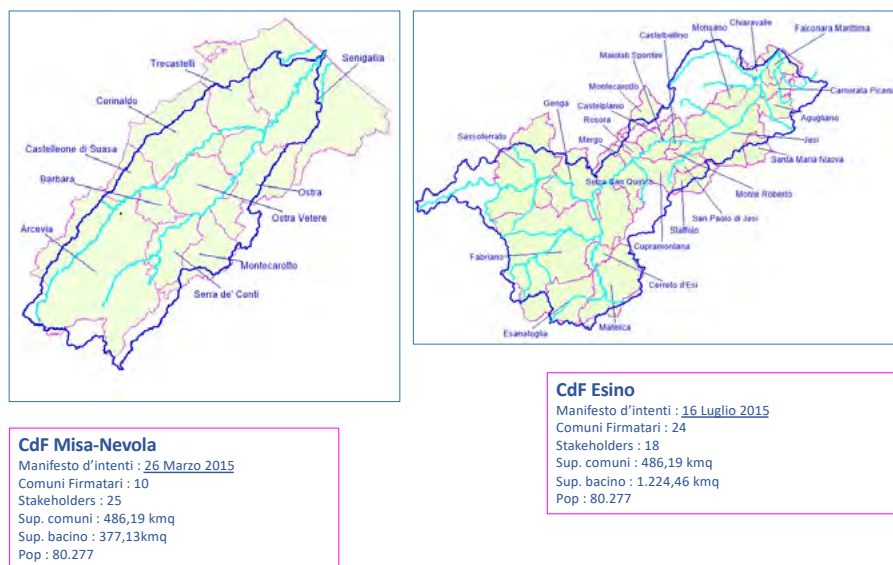 Trecastelli
Senigallia
Corinaldo
Castelleone di Suasa
Barbara
Ostra
Ostra Vetere
Arcevia
Montecarotto
Serra de' Conti
Chiaravalle
Monsano
Falconara Marittima
Castelbellino
Maiolati Spontini
Camerata Picena
Montecarotto
Genga
Castelplanio
Agugliano
Rosora
Sassoferrato
Mergo
Jesi
Santa Maria Nuova
Serra San Quirico
Monte Roberto
San Paolo di Jesi
Staffolo
Cupramontana
Fabriano
Cerreto d'Esi
Matelica
Esanatoglia
CdF Misa-Nevola
Manifesto d'intenti : 26 Marzo 2015
Comuni Firmatari : 10
Stakeholders : 25
Sup. comuni : 486,19 kmq
Sup. bacino : 377,13kmq
Pop : 80.277
CdF Esino
Manifesto d'intenti : 16 Luglio 2015
Comuni Firmatari : 24
Stakeholders : 18
Sup. comuni : 486,19 kmq
Sup. bacino : 1.224,46 kmq
Pop : 80.277